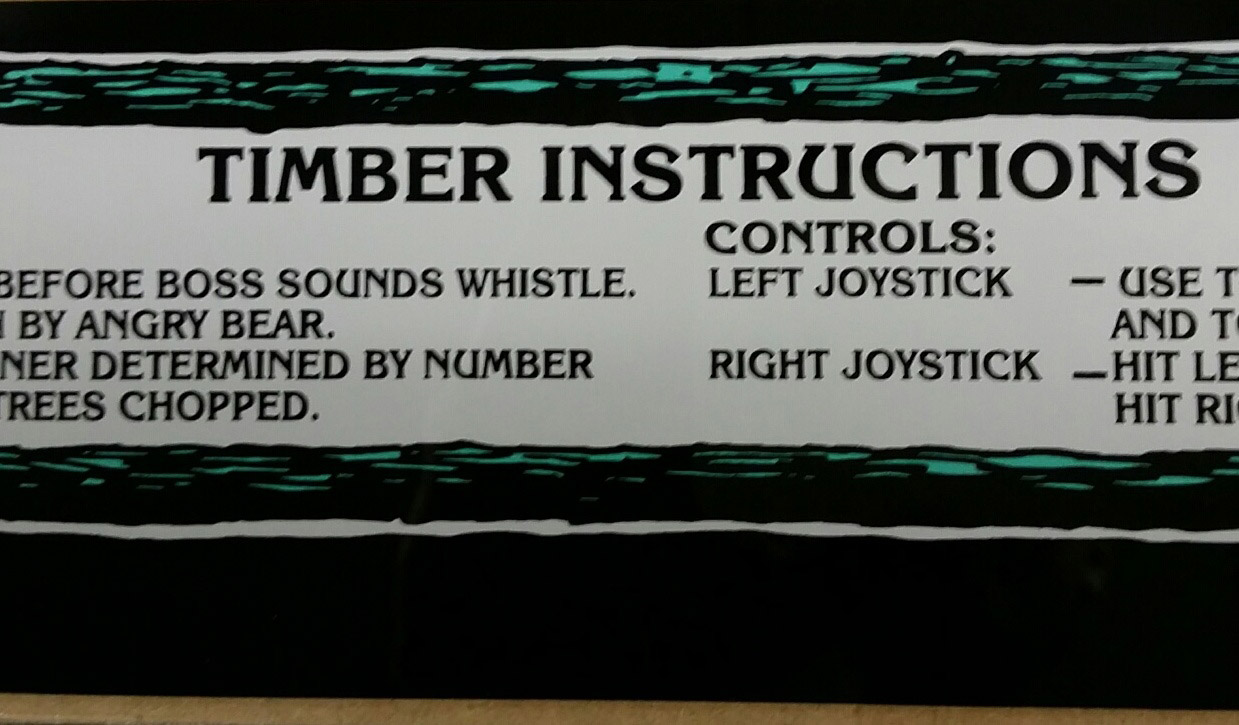 TIMBER INSTRUCTIONS
BEFORE BOSS SOUNDS WHISTLE.
BY ANGRY BEAR.
DETERMINED BY NUMBER
TREES CHOPPED.
CONTROLS:
LEFT JOYSTICK — USE
AND
RIGHT JOYSTICK — HIT
HIT